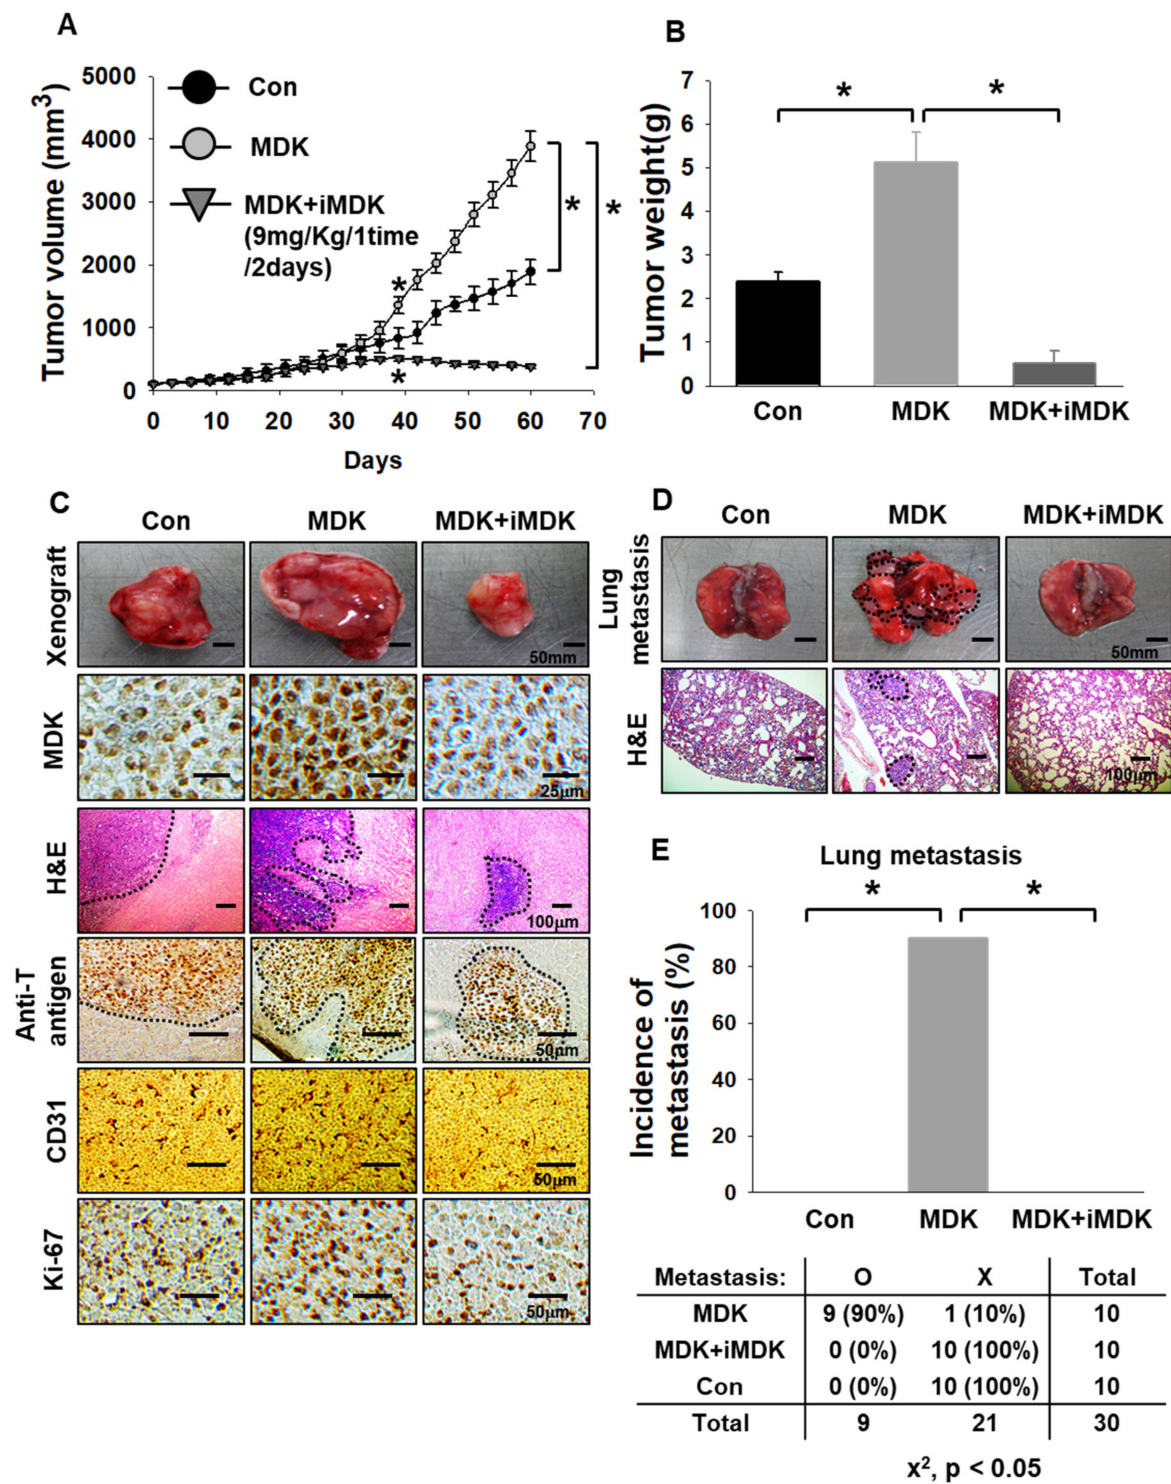 A
Tumor volume (mm³)
5000
4000
3000
2000
1000
0
Con
MDK
MDK+iMDK
(9mg/Kg/1time
/2days)
*
*
*
*
0 10 20 30 40 50 60 70
Days
B
Tumor weight(g)
7
6
5
4
3
2
1
0
* *
Con MDK MDK+iMDK
C
Con MDK MDK+iMDK
Xenograft
50mm
MDK
25μm
H&E
100μm
Anti-T
antigen
50μm
CD31
50μm
Ki-67
50μm
D
Con MDK MDK+iMDK
Lung
metastasis
50mm
H&E
100μm
E
Lung metastasis
* *
Incidence of
metastasis (%)
100
80
60
40
20
0
Con MDK MDK+iMDK
Metastasis: O X Total
MDK 9 (90%) 1 (10%) 10
MDK+iMDK 0 (0%) 10 (100%) 10
Con 0 (0%) 10 (100%) 10
Total 9 21 30
x², p < 0.05